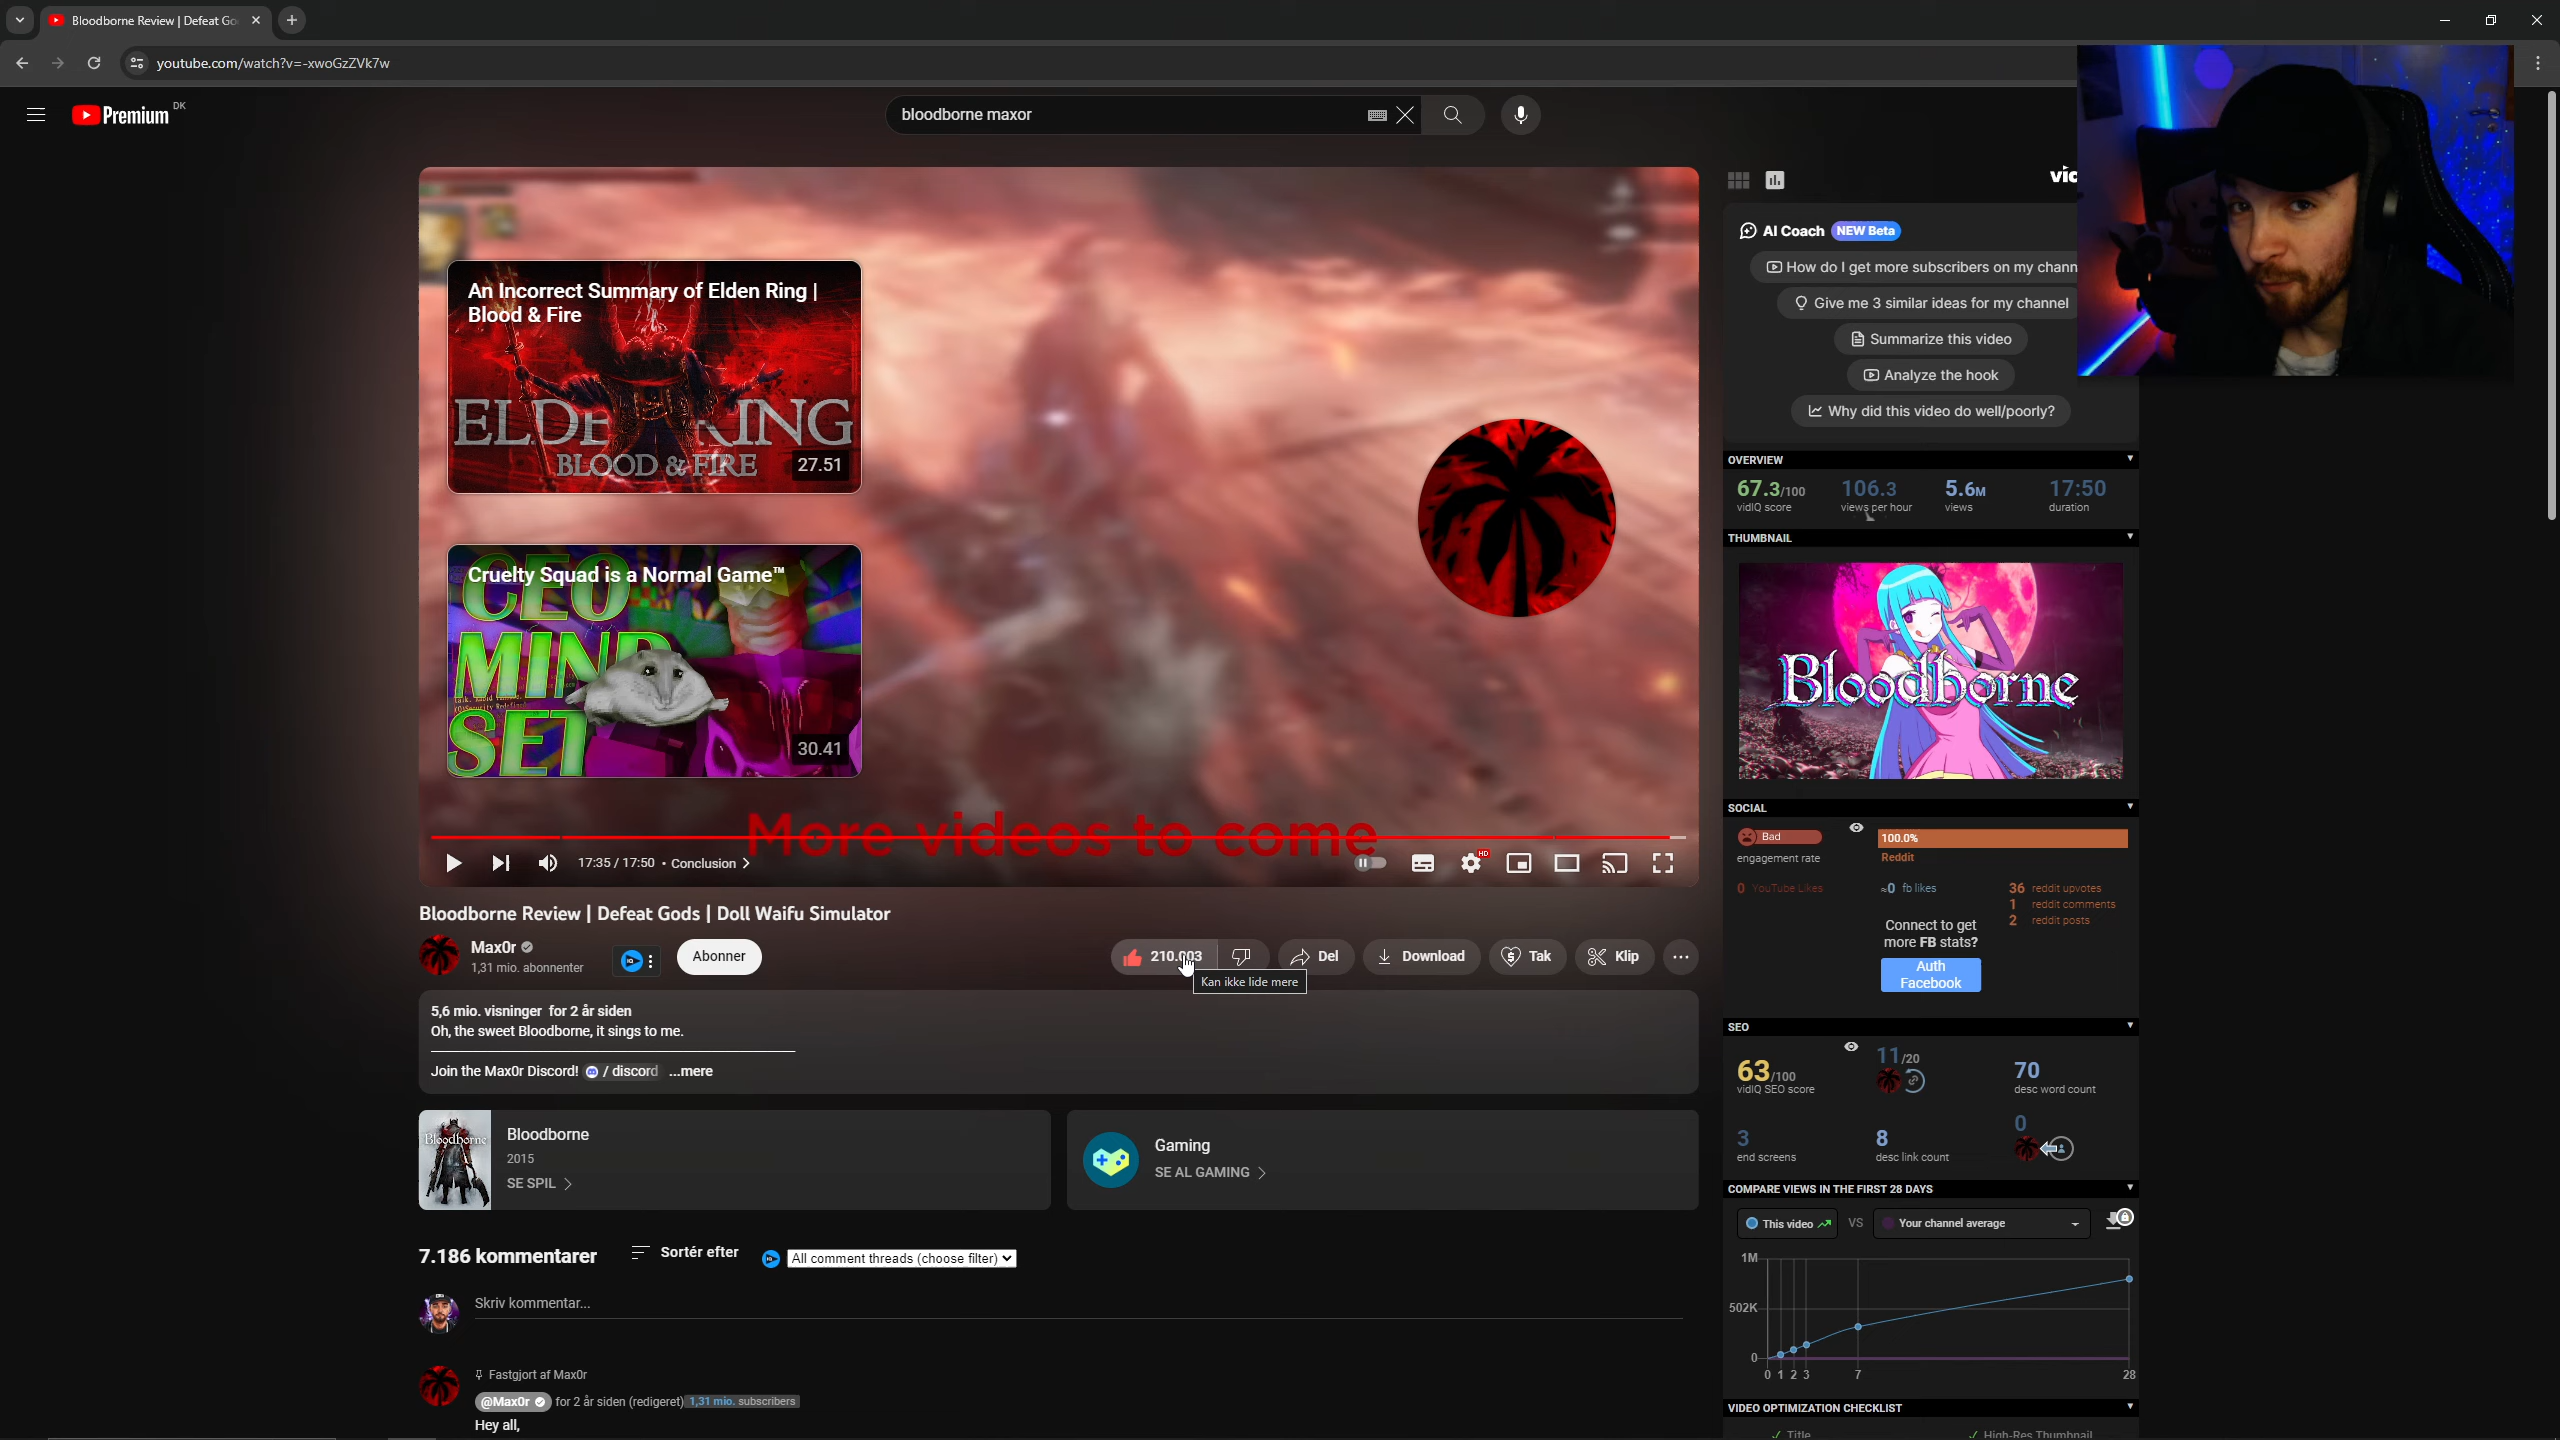 Bloodborne Review | Defeat Go
youtube.com/watch?v=-xwoGzZVk7w
Premium DK
bloodborne maxor
An Incorrect Summary of Elden Ring |
Blood & Fire
BLOOD & FIRE
27.51
Cruelty Squad is a Normal Game™
CEO
MIND
SET
30.41
More videos to come
17:35 / 17:50 • Conclusion
HD
Bloodborne Review | Defeat Gods | Doll Waifu Simulator
Max0r
1,31 mio. abonnenter
Abonner
210.003
Del
Download
Tak
Klip
Kan ikke lide mere
5,6 mio. visninger for 2 år siden
Oh, the sweet Bloodborne, it sings to me.
Join the Max0r Discord! / discord ...mere
Bloodborne
Bloodborne
2015
SE SPIL
Gaming
SE AL GAMING
7.186 kommentarer
Sortér efter
All comment threads (choose filter)
Skriv kommentar...
Fastgjort af Max0r
@Max0r for 2 år siden (redigeret) 1,31 mio. subscribers
Hey all,
AI Coach NEW Beta
How do I get more subscribers on my chann
Give me 3 similar ideas for my channel
Summarize this video
Analyze the hook
Why did this video do well/poorly?
OVERVIEW
67.3/100 106.3 5.6M 17:50
vidIQ score views per hour views duration
THUMBNAIL
Bloodborne
SOCIAL
Bad
engagement rate
100.0%
Reddit
0 YouTube Likes
≈0 fb likes
36 reddit upvotes
1 reddit comments
2 reddit posts
Connect to get
more FB stats?
Auth
Facebook
SEO
63/100
vidIQ SEO score
11/20
70
desc word count
3
end screens
8
desc link count
0
COMPARE VIEWS IN THE FIRST 28 DAYS
This video VS Your channel average
1M
502K
0
0 1 2 3 7 28
VIDEO OPTIMIZATION CHECKLIST
Title High-Res Thumbnail